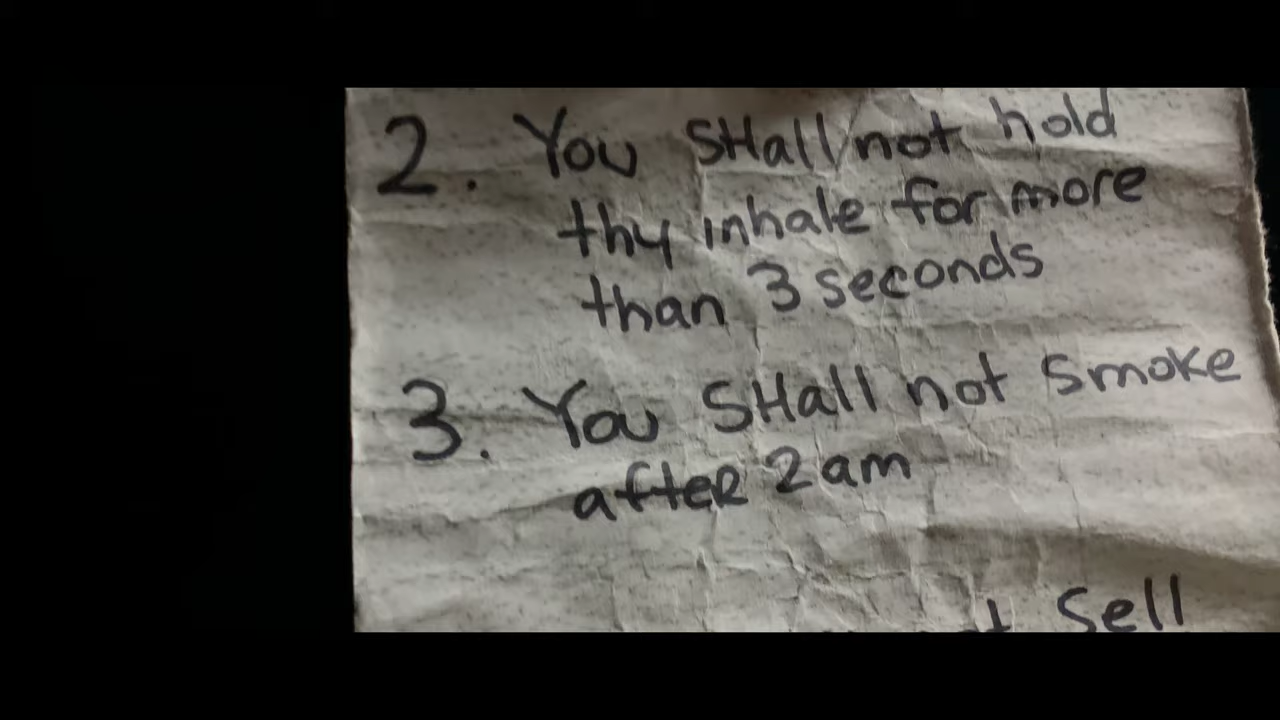 2. You SHall not hold
thy inhale for more
than 3 seconds
3. You SHall not Smoke
after 2am
Sell